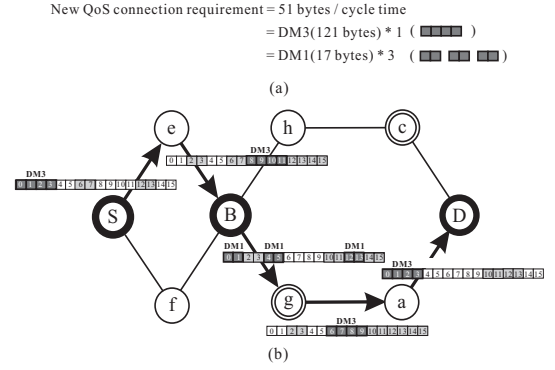 New QoS connection requirement = 51 bytes / cycle time
= DM3(121 bytes) * 1 ( )
= DM1(17 bytes) * 3 ( )
(a)
e h c
DM3
0 1 2 3 4 5 6 7 8 9 10 11 12 13 14 15
DM3
0 1 2 3 4 5 6 7 8 9 10 11 12 13 14 15
S B D
DM1 DM1 DM1
0 1 2 3 4 5 6 7 8 9 10 11 12 13 14 15
DM3
0 1 2 3 4 5 6 7 8 9 10 11 12 13 14 15
f g a
DM3
0 1 2 3 4 5 6 7 8 9 10 11 12 13 14 15
(b)